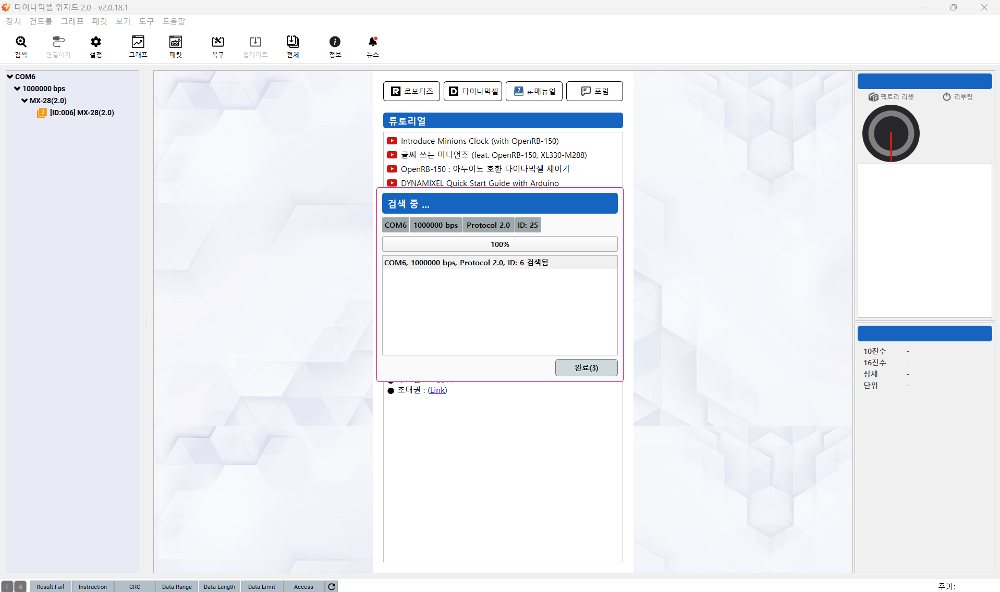 다이나믹셀 위자드 2.0 - v2.0.18.1
장치 컨트롤 그래프 패킷 보기 도구 도움말
검색 연결하기 설정 그래프 패킷 복구 업데이트 전체 정보 뉴스
COM6
1000000 bps
MX-28(2.0)
2 [ID:006] MX-28(2.0)
로보티즈 다이나믹셀 e-매뉴얼 포럼
튜토리얼
Introduce Minions Clock (with OpenRB-150)
글씨 쓰는 미니언즈 (feat. OpenRB-150, XL330-M288)
OpenRB-150 : 아두이노 호환 다이나믹셀 제어기
DYNAMIXEL Quick Start Guide with Arduino
검색 중 ...
COM6 1000000 bps Protocol 2.0 ID: 25
100%
COM6, 1000000 bps, Protocol 2.0, ID: 6 검색됨
완료(3)
● 초대권 : (Link)
팩토리 리셋 리부팅
10진수 -
16진수 -
상세 -
단위 -
T R Result Fail Instruction CRC Data Range Data Length Data Limit Access
주기: